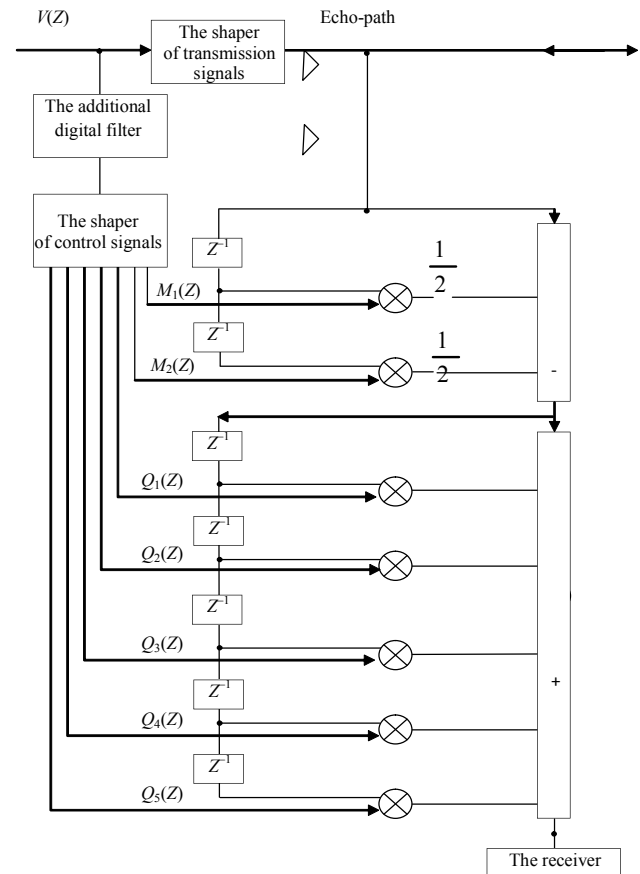 V(Z)
The shaper
of transmission
signals
Echo-path
The additional
digital filter
The shaper
of control signals
Z⁻¹
M₁(Z)
1
2
Z⁻¹
M₂(Z)
1
2
-
Z⁻¹
Q₁(Z)
Z⁻¹
Q₂(Z)
Z⁻¹
Q₃(Z)
+
Z⁻¹
Q₄(Z)
Z⁻¹
Q₅(Z)
The receiver